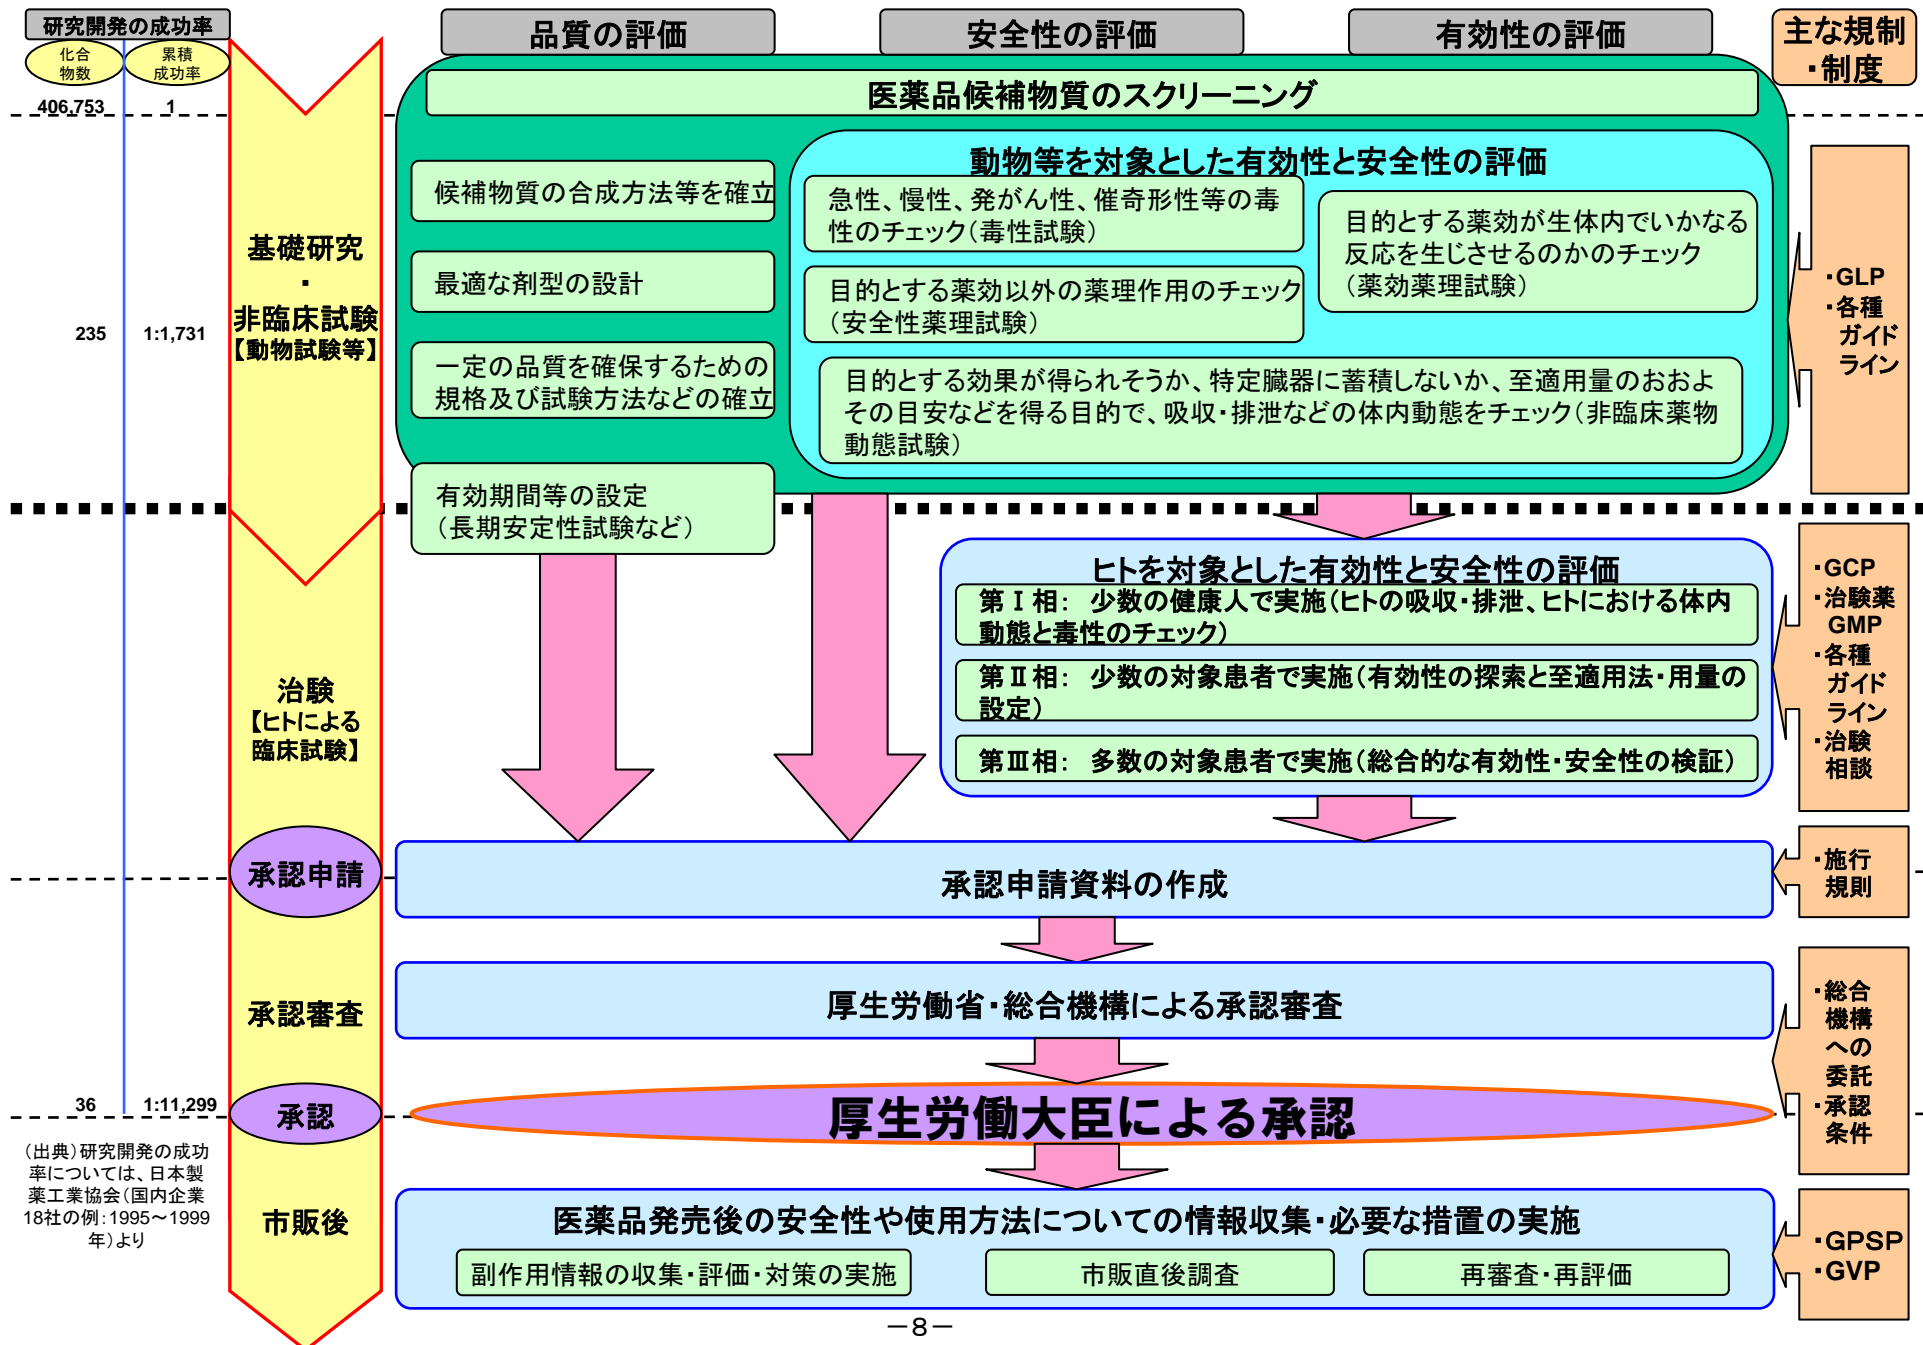 研究開発の成功率
化合
物数
累積
成功率
品質の評価
安全性の評価
有効性の評価
主な規制
・制度
406,753
1
医薬品候補物質のスクリーニング
基礎研究
・
非臨床試験
【動物試験等】
235
1:1,731
候補物質の合成方法等を確立
最適な剤型の設計
一定の品質を確保するための
規格及び試験方法などの確立
有効期間等の設定
（長期安定性試験など）
動物等を対象とした有効性と安全性の評価
急性、慢性、発がん性、催奇形性等の毒
性のチェック（毒性試験）
目的とする薬効以外の薬理作用のチェック
（安全性薬理試験）
目的とする薬効が生体内でいかなる
反応を生じさせるのかのチェック
（薬効薬理試験）
目的とする効果が得られそうか、特定臓器に蓄積しないか、至適用量のおおよ
その目安などを得る目的で、吸収・排泄などの体内動態をチェック（非臨床薬物
動態試験）
・GLP
・各種
ガイド
ライン
治験
【ヒトによる
臨床試験】
ヒトを対象とした有効性と安全性の評価
第Ⅰ相：　少数の健康人で実施（ヒトの吸収・排泄、ヒトにおける体内
動態と毒性のチェック）
第Ⅱ相：　少数の対象患者で実施（有効性の探索と至適用法・用量の
設定）
第Ⅲ相：　多数の対象患者で実施（総合的な有効性・安全性の検証）
・GCP
・治験薬
GMP
・各種
ガイド
ライン
・治験
相談
承認申請
承認申請資料の作成
・施行
規則
承認審査
厚生労働省・総合機構による承認審査
・総合
機構
への
委託
・承認
条件
36
1:11,299
承認
厚生労働大臣による承認
（出典）研究開発の成功
率については、日本製
薬工業協会（国内企業
18社の例：1995～1999
年）より
市販後
医薬品発売後の安全性や使用方法についての情報収集・必要な措置の実施
副作用情報の収集・評価・対策の実施
市販直後調査
再審査・再評価
・GPSP
・GVP
－8－